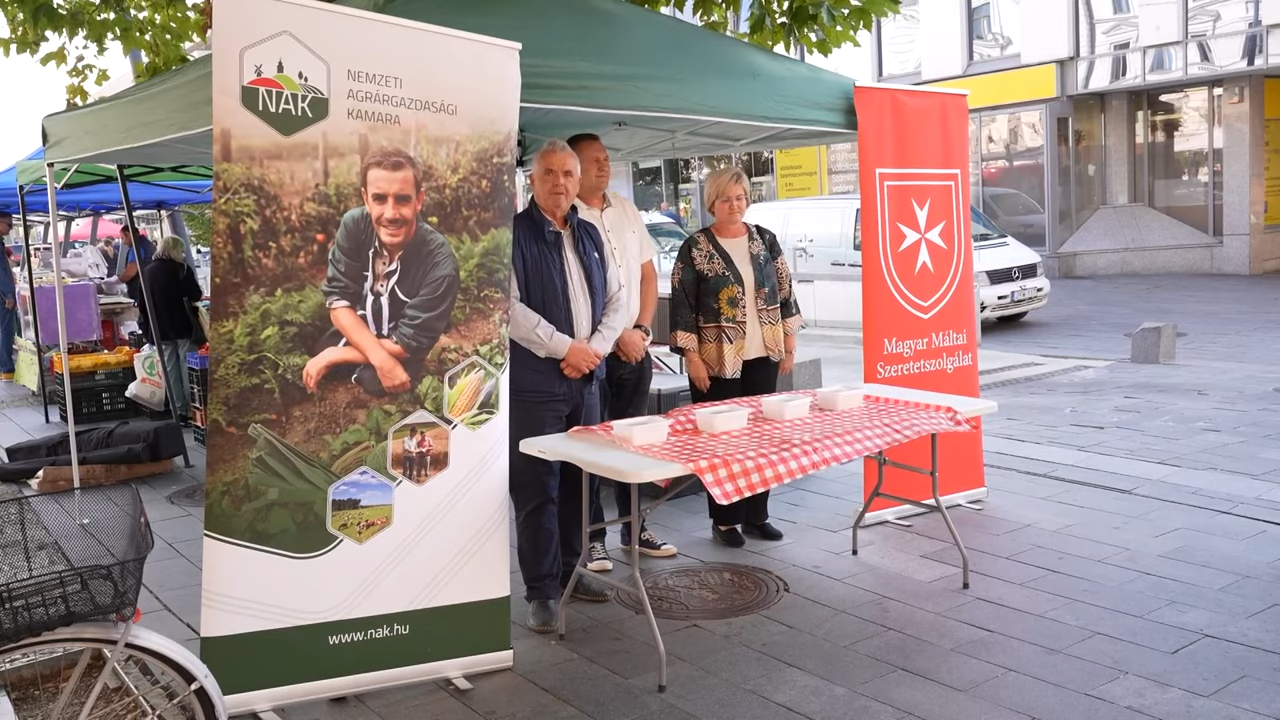 NAK
NEMZETI
AGRÁRGAZDASÁGI
KAMARA
www.nak.hu
Magyar Máltai
Szeretetszolgálat